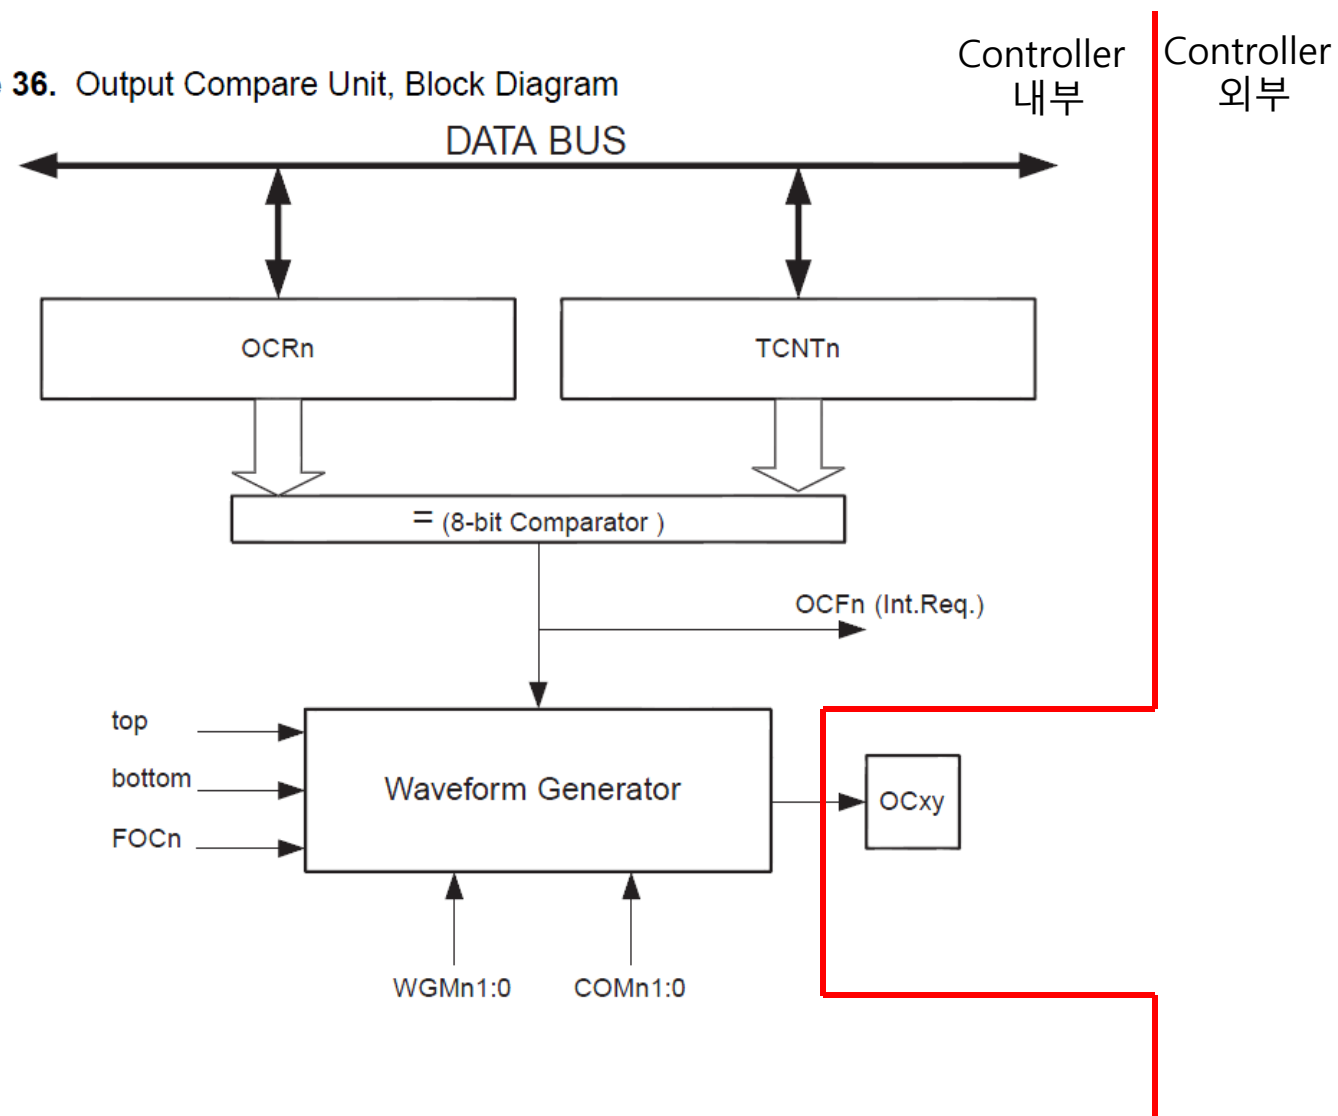 36. Output Compare Unit, Block Diagram
Controller
내부
Controller
외부
DATA BUS
OCRn
TCNTn
= (8-bit Comparator )
OCFn (Int.Req.)
top
bottom
FOCn
Waveform Generator
OCxy
WGMn1:0
COMn1:0